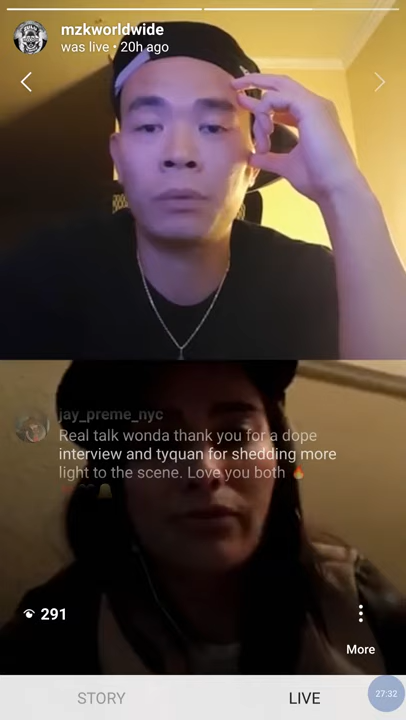 mzkworldwide
was live • 20h ago
jay_preme_nyc
Real talk wonda thank you for a dope
interview and tyquan for shedding more
light to the scene. Love you both 🔥
291
More
STORY
LIVE
27:32